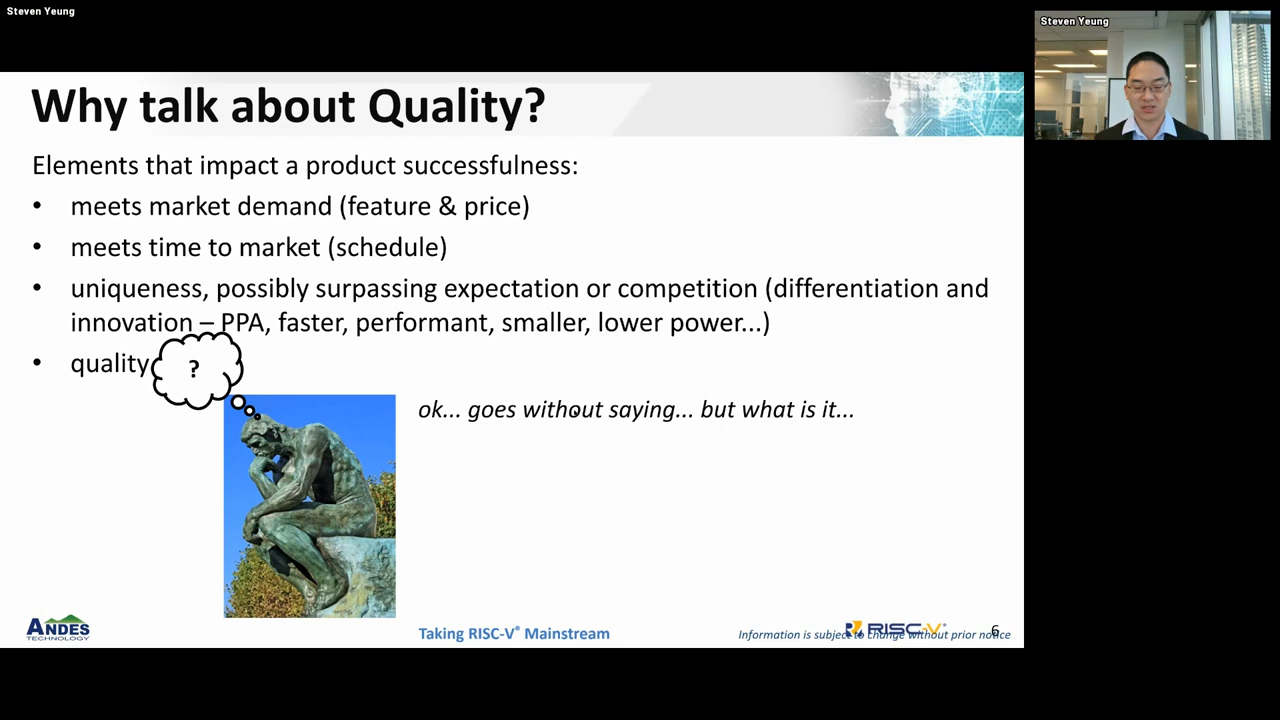 Steven Yeung
Steven Yeung
Why talk about Quality?
Elements that impact a product successfulness:
• meets market demand (feature & price)
• meets time to market (schedule)
• uniqueness, possibly surpassing expectation or competition (differentiation and
innovation – PPA, faster, performant, smaller, lower power...)
• quality
?
ok... goes without saying... but what is it...
ANDES
TECHNOLOGY
Taking RISC-V® Mainstream
RISC-V®
Information is subject to change without prior notice
6